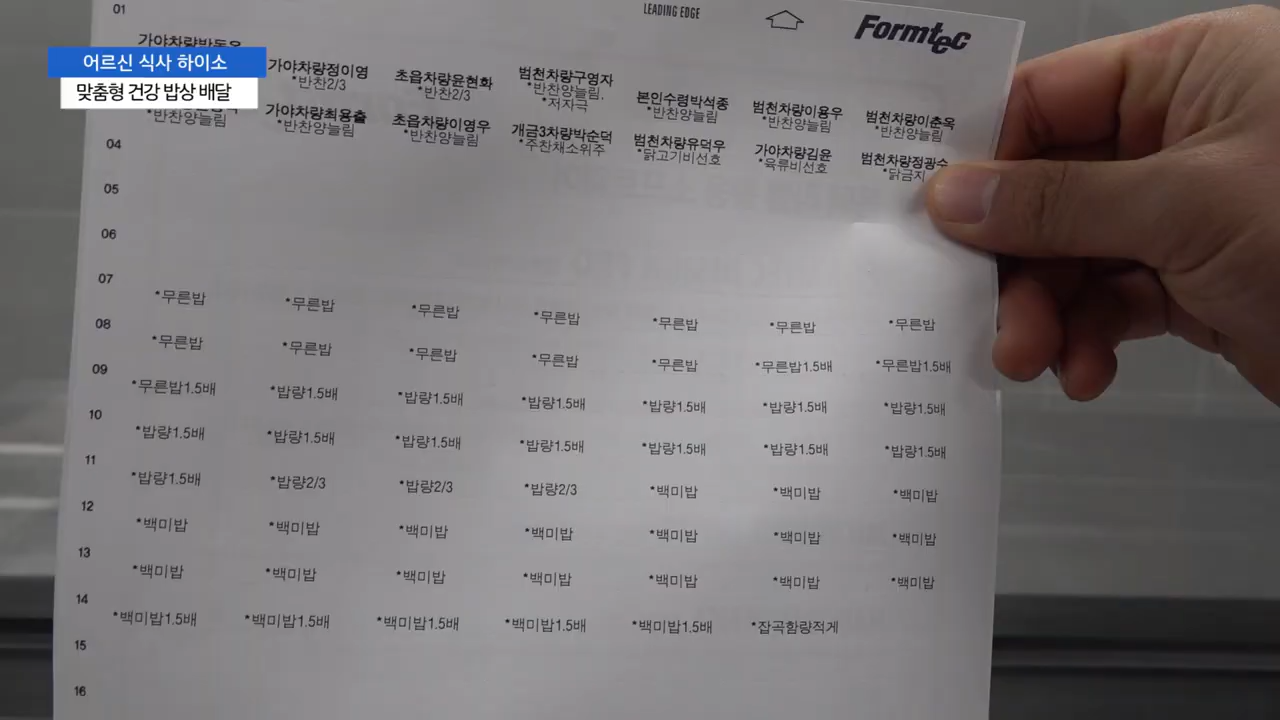 01
LEADING EDGE
Formtec
어르신 식사 하이소
맞춤형 건강 밥상 배달
가야차량정이영 초읍차량윤현화 범천차량구영자 본인수령박석종 범천차량이용우 범천차량이춘옥
*반찬2/3 *반찬2/3 *반찬양늘림. *반찬양늘림 *반찬양늘림 *반찬양늘림
*저자극
가야차량최용출 초읍차량이영우 개금3차량박순덕 범천차량유덕우 가야차량김윤 범천차량정광수
*반찬양늘림 *반찬양늘림 *반찬양늘림 *주찬채소위주 *닭고기비선호 *육류비선호 *닭금지
04
05
06
07
*무른밥 *무른밥 *무른밥 *무른밥 *무른밥 *무른밥 *무른밥
08
*무른밥 *무른밥 *무른밥 *무른밥 *무른밥 *무른밥1.5배 *무른밥1.5배
09
*무른밥1.5배 *밥량1.5배 *밥량1.5배 *밥량1.5배 *밥량1.5배 *밥량1.5배 *밥량1.5배
10
*밥량1.5배 *밥량1.5배 *밥량1.5배 *밥량1.5배 *밥량1.5배 *밥량1.5배 *밥량1.5배
11
*밥량1.5배 *밥량2/3 *밥량2/3 *밥량2/3 *백미밥 *백미밥 *백미밥
12
*백미밥 *백미밥 *백미밥 *백미밥 *백미밥 *백미밥 *백미밥
13
*백미밥 *백미밥 *백미밥 *백미밥 *백미밥 *백미밥 *백미밥
14
*백미밥1.5배 *백미밥1.5배 *백미밥1.5배 *백미밥1.5배 *백미밥1.5배 *잡곡함량적게
15
16